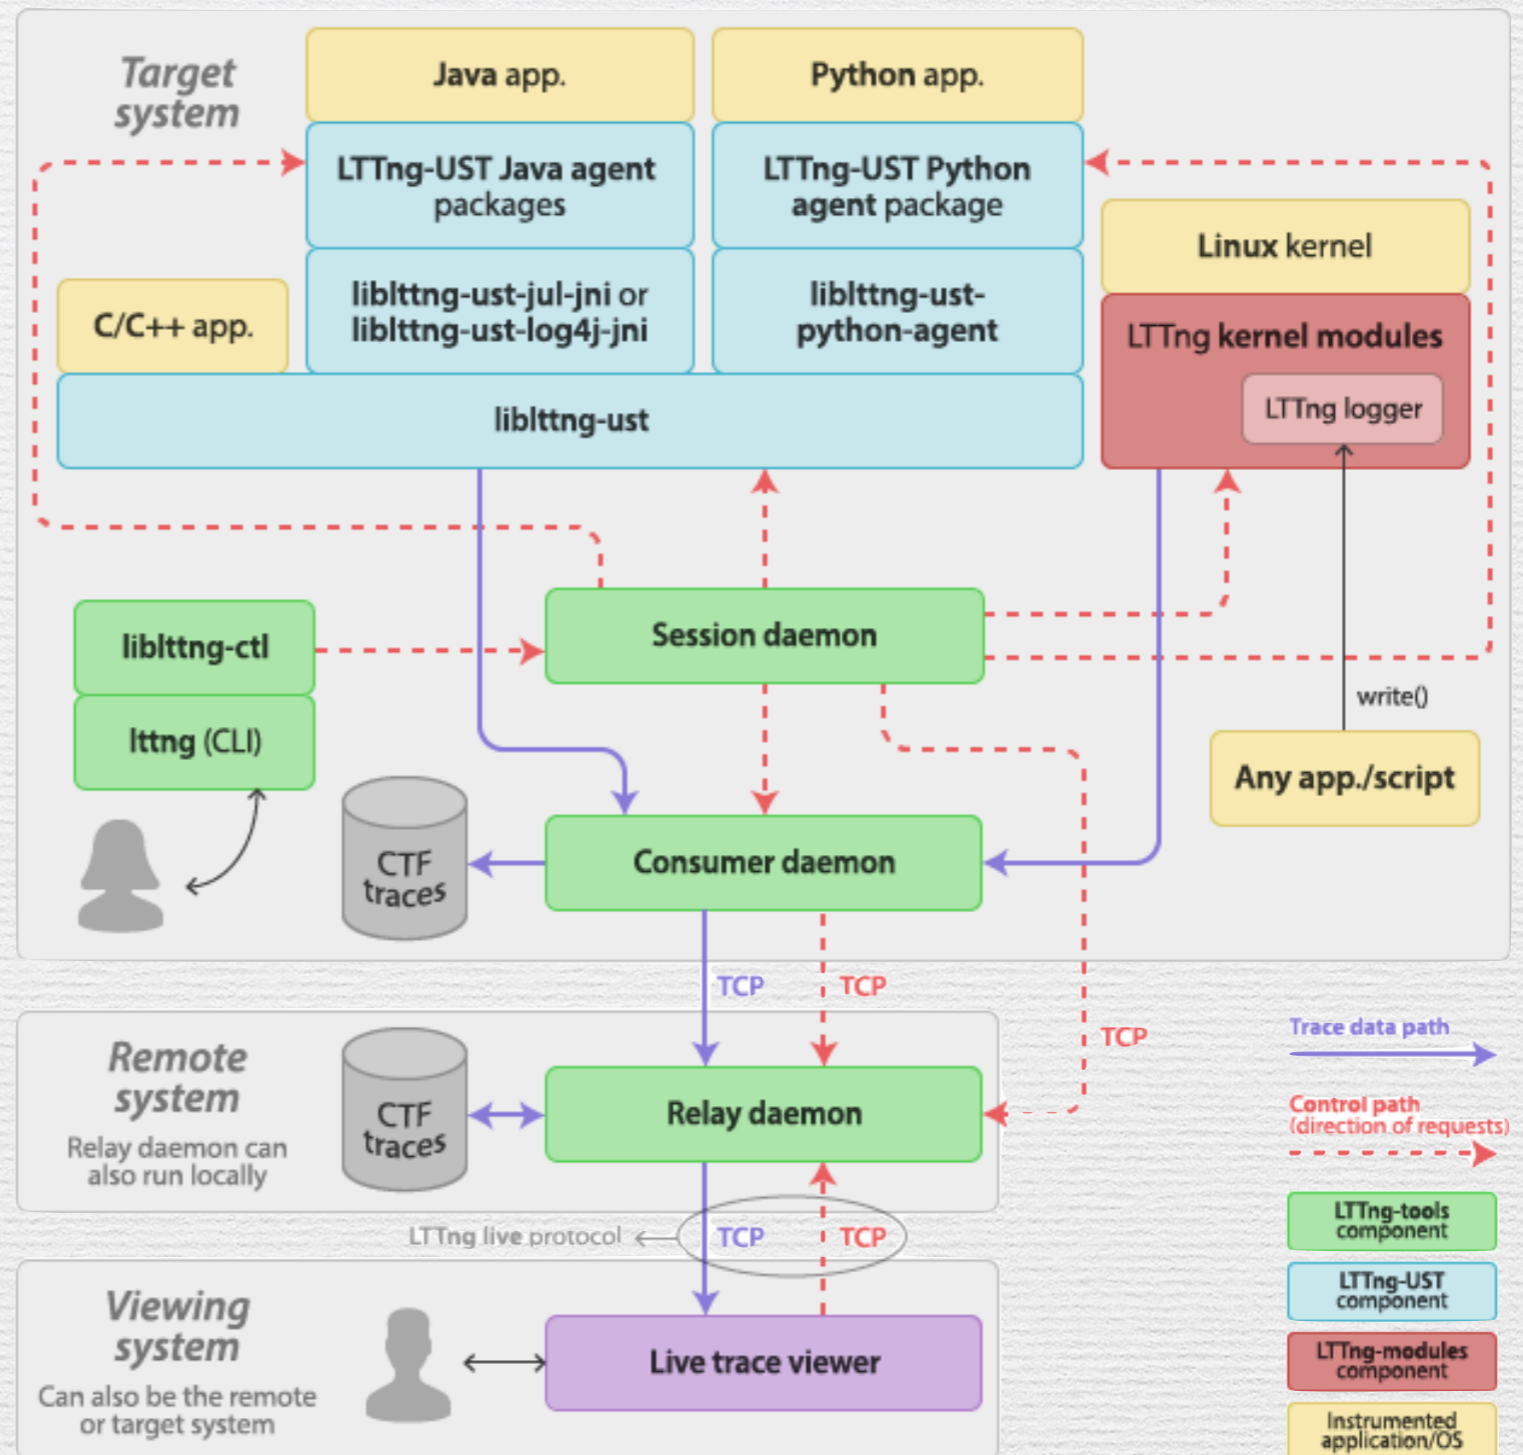 Target
system
Java app.
Python app.
LTTng-UST Java agent
packages
LTTng-UST Python
agent package
Linux kernel
C/C++ app.
liblttng-ust-jul-jni or
liblttng-ust-log4j-jni
liblttng-ust-
python-agent
LTTng kernel modules
LTTng logger
liblttng-ust
liblttng-ctl
lttng (CLI)
Session daemon
write()
Any app./script
CTF
traces
Consumer daemon
TCP
TCP
TCP
Remote
system
Relay daemon can
also run locally
CTF
traces
Relay daemon
LTTng live protocol
TCP
TCP
Viewing
system
Can also be the remote
or target system
Live trace viewer
Trace data path
Control path
(direction of requests)
LTTng-tools
component
LTTng-UST
component
LTTng-modules
component
Instrumented
application/OS